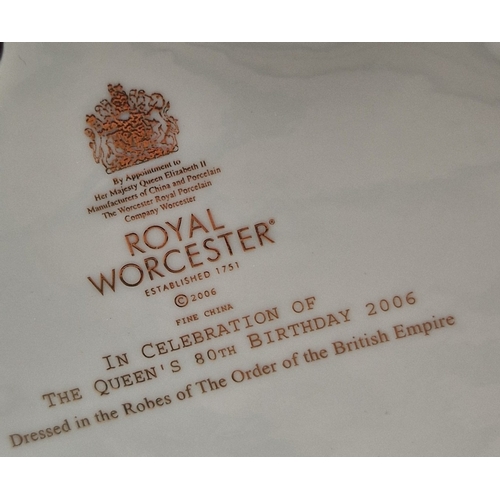 By Appointment to
Her Majesty Queen Elizabeth II
Manufacturers of China and Porcelain
The Worcester Royal Porcelain
Company Worcester
ROYAL
WORCESTER®
ESTABLISHED 1751
©2006
FINE CHINA
IN CELEBRATION OF
THE QUEEN'S 80TH BIRTHDAY 2006
Dressed in the Robes of The Order of the British Empire